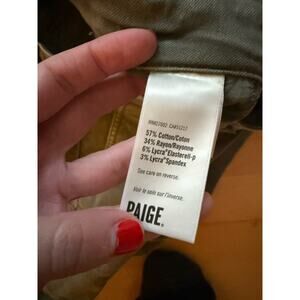 57% Cotton/Coton
34% Rayon/Rayonne
6% Lycra®Elasterell-p
3% Lycra®Spandex
See care on reverse.
Voir le soin sur l'inverse.
PAIGE®